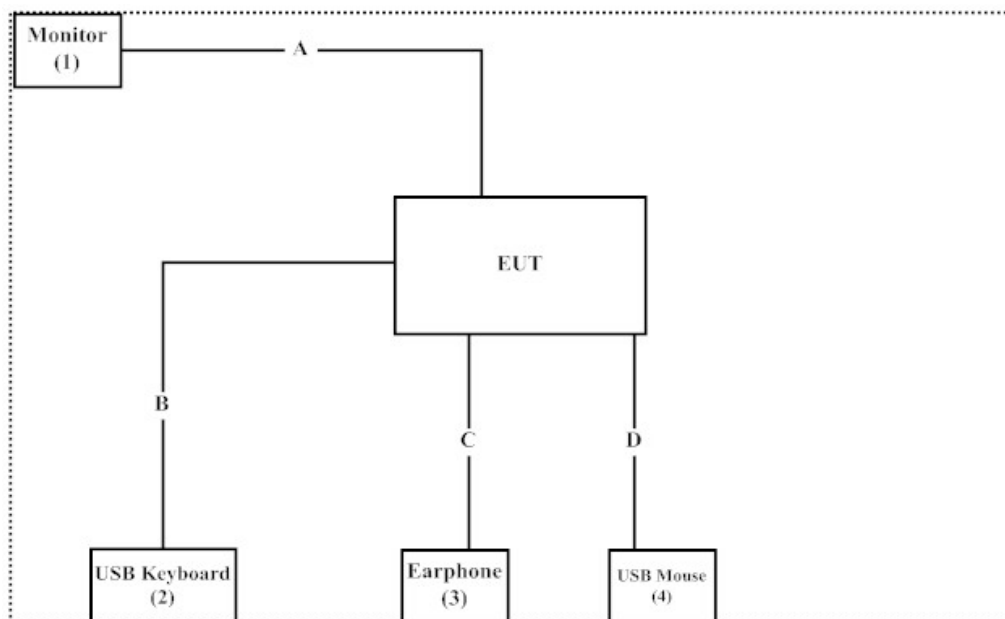 Monitor
(1)
A
EUT
B
C
D
USB Keyboard
(2)
Earphone
(3)
USB Mouse
(4)